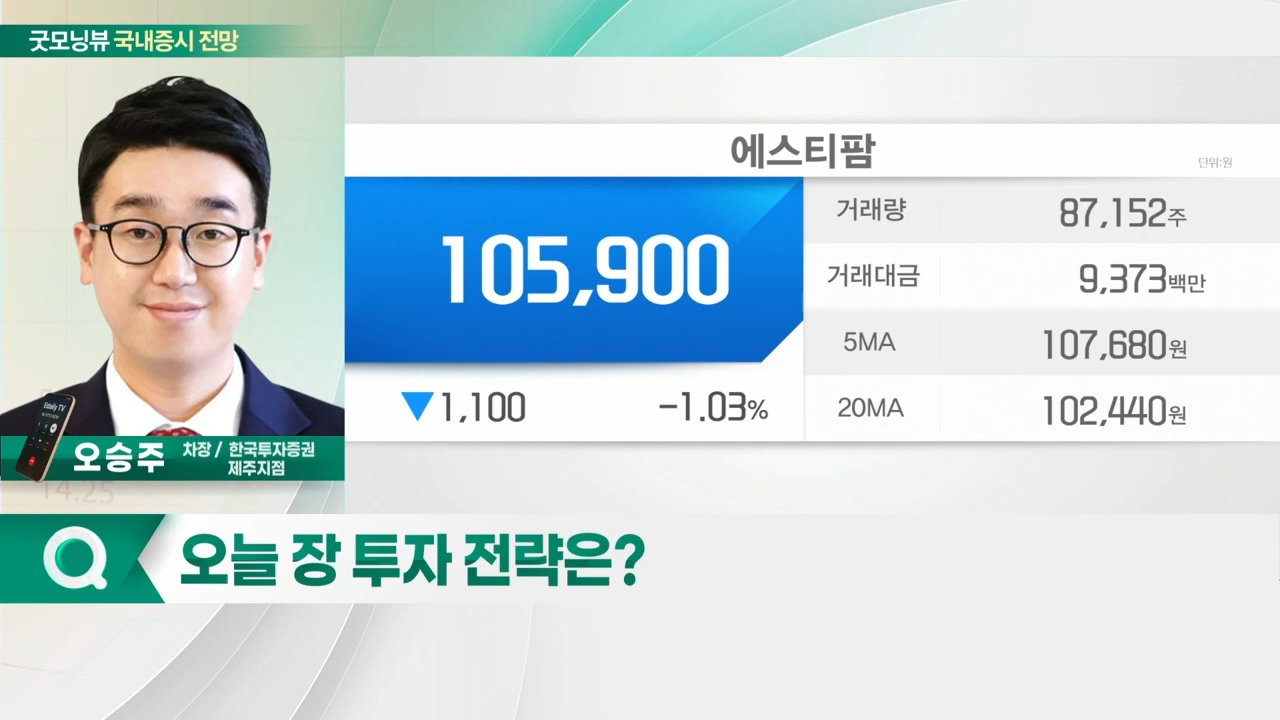 굿모닝뷰 국내증시 전망
에스티팜
단위:원
105,900
▼1,100 -1.03%
거래량 87,152주
거래대금 9,373백만
5MA 107,680원
20MA 102,440원
Edaily TV
오승주 차장 / 한국투자증권
제주지점
14.25
오늘 장 투자 전략은?